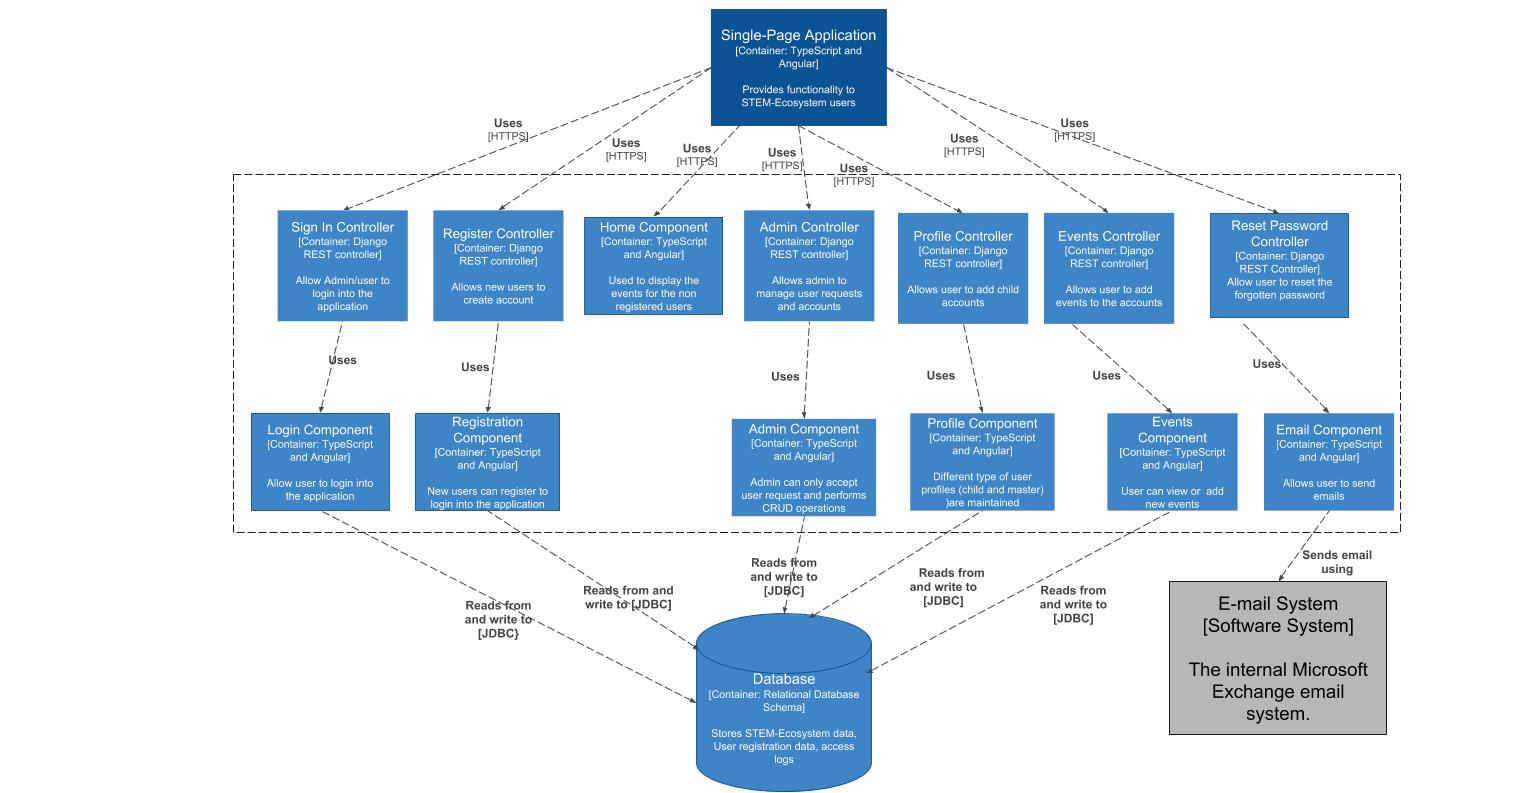 Single-Page Application
[Container: TypeScript and
Angular]
Provides functionality to
STEM-Ecosystem users
Uses
[HTTPS]
Uses
[HTTPS]
Uses
[HTTPS]
Uses
[HTTPS]
Uses
[HTTPS]
Uses
[HTTPS]
Uses
[HTTPS]
Sign In Controller
[Container: Django
REST controller]
Allow Admin/user to
login into the
application
Register Controller
[Container: Django
REST controller]
Allows new users to
create account
Home Component
[Container: TypeScript
and Angular]
Used to display the
events for the non
registered users
Admin Controller
[Container: Django
REST controller]
Allows admin to
manage user requests
and accounts
Profile Controller
[Container: Django
REST controller]
Allows user to add child
accounts
Events Controller
[Container: Django
REST controller]
Allows user to add
events to the accounts
Reset Password
Controller
[Container: Django
REST Controller]
Allow user to reset the
forgotten password
Uses
Uses
Uses
Uses
Uses
Uses
Login Component
[Container: TypeScript
and Angular]
Allow user to login into
the application
Registration
Component
[Container: TypeScript
and Angular]
New users can register to
login into the application
Admin Component
[Container: TypeScript
and Angular]
Admin can only accept
user request and performs
CRUD operations
Profile Component
[Container: TypeScript
and Angular]
Different type of user
profiles (child and master)
)are maintained
Events
Component
[Container: TypeScript
and Angular]
User can view or  add
new events
Email Component
[Container: TypeScript
and Angular]
Allows user to send
emails
Reads from
and write to
[JDBC}
Reads from and
write to [JDBC]
Reads from
and write to
[JDBC]
Reads from
and write to
[JDBC]
Reads from
and write to
[JDBC]
Sends email
using
Database
[Container: Relational Database
Schema]
Stores STEM-Ecosystem data,
User registration data, access
logs
E-mail System
[Software System]
The internal Microsoft
Exchange email
system.